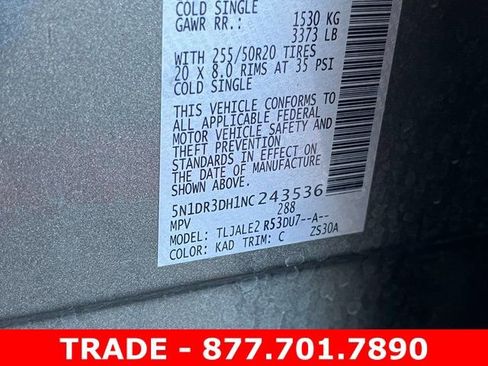 COLD SINGLE
GAWR RR.: 1530 KG
3373 LB
WITH 255/50R20 TIRES
20 X 8.0 RIMS AT 35 PSI
COLD SINGLE
THIS VEHICLE CONFORMS TO
ALL APPLICABLE FEDERAL
MOTOR VEHICLE SAFETY AND
THEFT PREVENTION
STANDARDS IN EFFECT ON
THE DATE OF MANUFACTURE
SHOWN ABOVE.
5N1DR3DH1NC243536
MPV 288
MODEL: TLJALE2 R53DU7--A--
COLOR: KAD TRIM: C ZS30A
TRADE - 877.701.7890